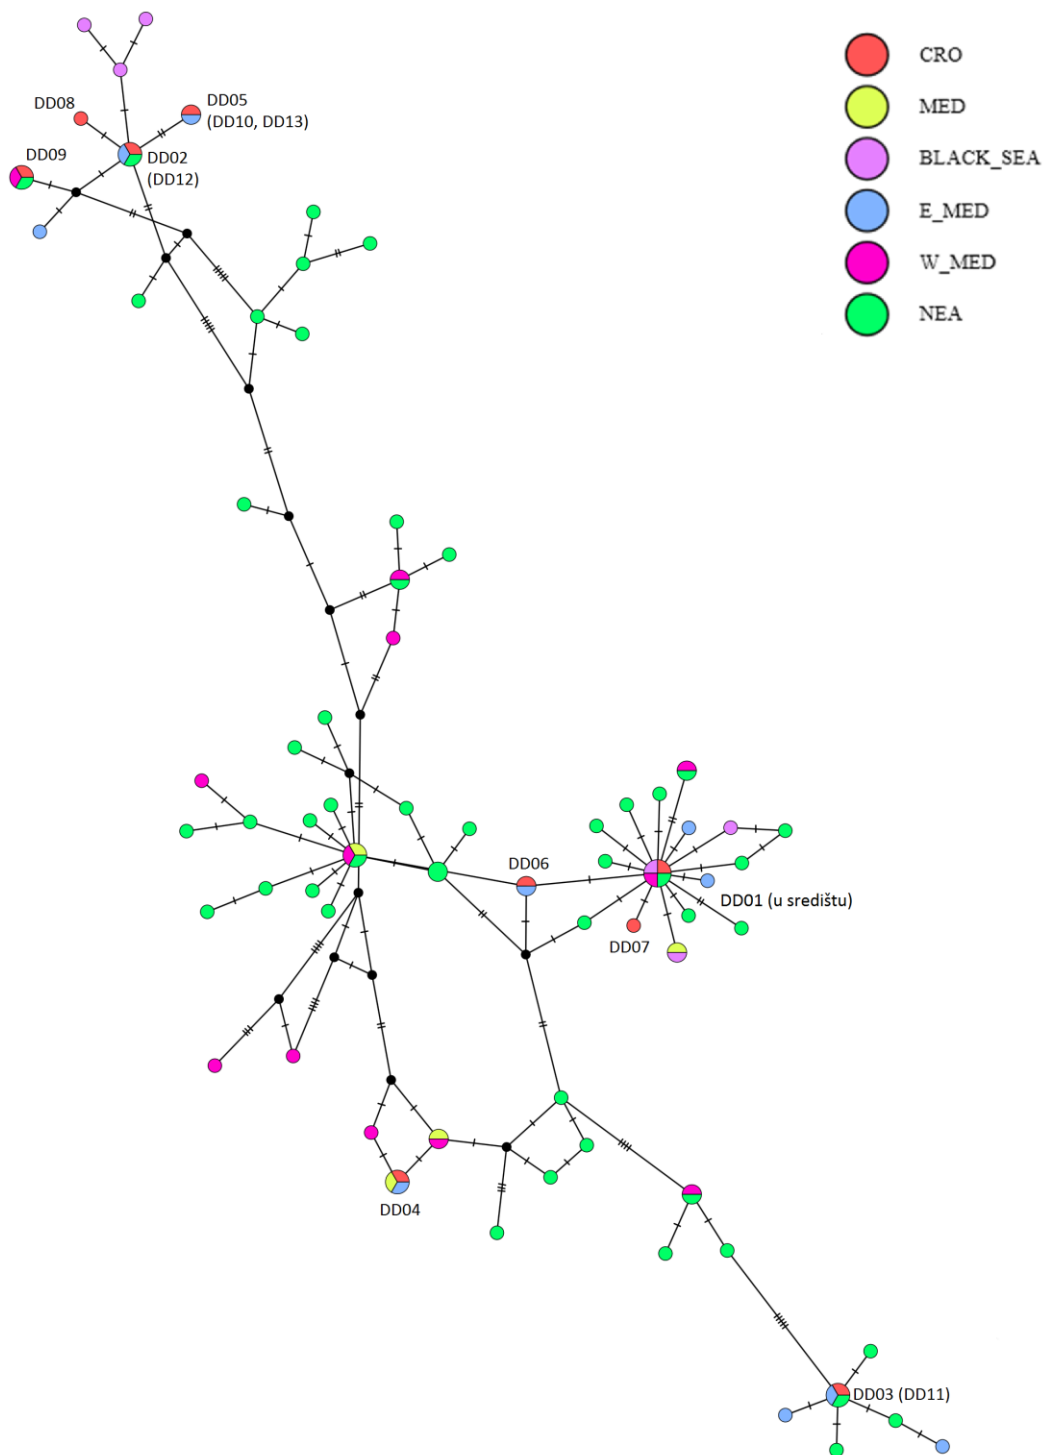 CRO
MED
BLACK_SEA
E_MED
W_MED
NEA
DD08
DD05
(DD10, DD13)
DD09
DD02
(DD12)
DD06
DD01 (u središtu)
DD07
DD04
DD03 (DD11)